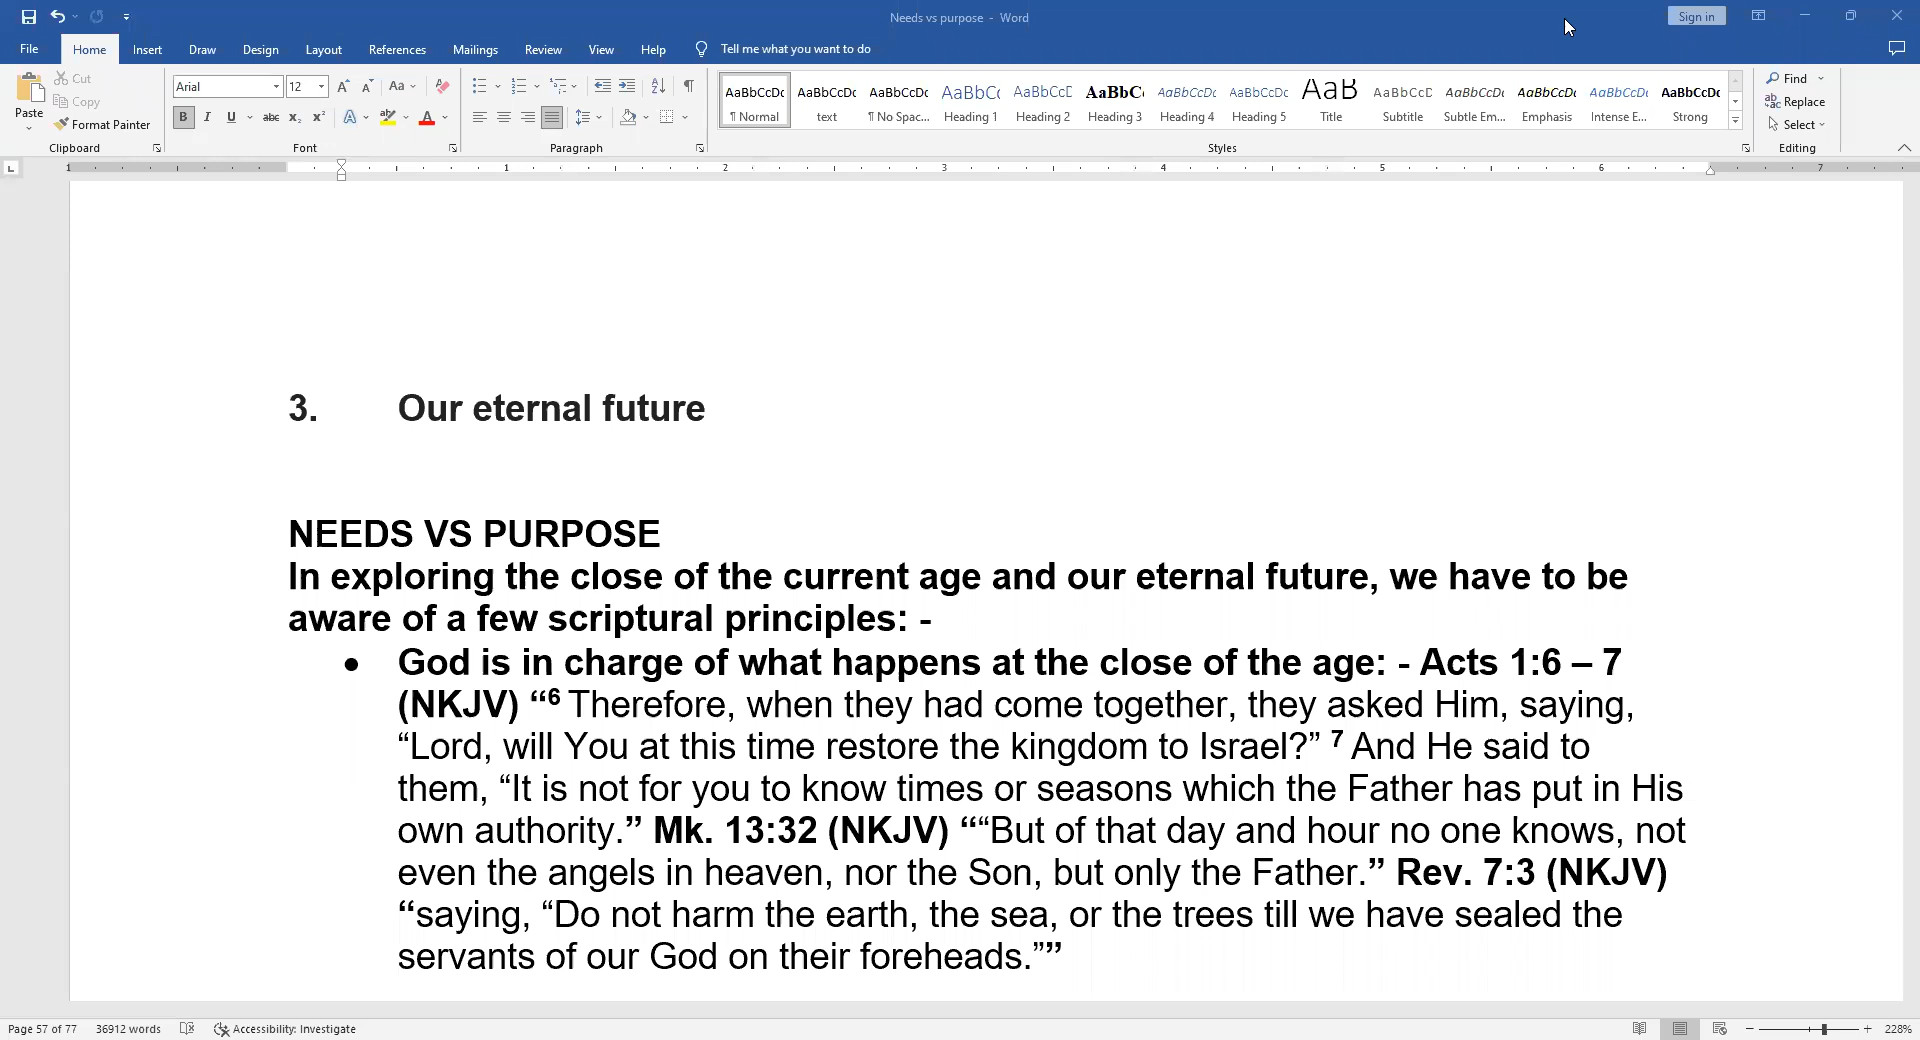 Needs vs purpose - Word
Sign in
File Home Insert Draw Design Layout References Mailings Review View Help Tell me what you want to do
Paste
Cut
Copy
Format Painter
Clipboard
Arial 12
Font
Paragraph
AaBbCcDc AaBbCcDc AaBbCcDc AaBbCc AaBbCcD AaBbC AaBbCcDc AaBbCcDc AaB AaBbCcD AaBbCcDc AaBbCcDc AaBbCcDc AaBbCcDc
¶ Normal text ¶ No Spac... Heading 1 Heading 2 Heading 3 Heading 4 Heading 5 Title Subtitle Subtle Em... Emphasis Intense E... Strong
Styles
Find
Replace
Select
Editing
1 1 2 3 4 5 6 7
3. Our eternal future
NEEDS VS PURPOSE
In exploring the close of the current age and our eternal future, we have to be
aware of a few scriptural principles: -
• God is in charge of what happens at the close of the age: - Acts 1:6 – 7
(NKJV) “⁶ Therefore, when they had come together, they asked Him, saying,
“Lord, will You at this time restore the kingdom to Israel?” ⁷ And He said to
them, “It is not for you to know times or seasons which the Father has put in His
own authority.” Mk. 13:32 (NKJV) ““But of that day and hour no one knows, not
even the angels in heaven, nor the Son, but only the Father.” Rev. 7:3 (NKJV)
“saying, “Do not harm the earth, the sea, or the trees till we have sealed the
servants of our God on their foreheads.””
Page 57 of 77 36912 words Accessibility: Investigate 228%